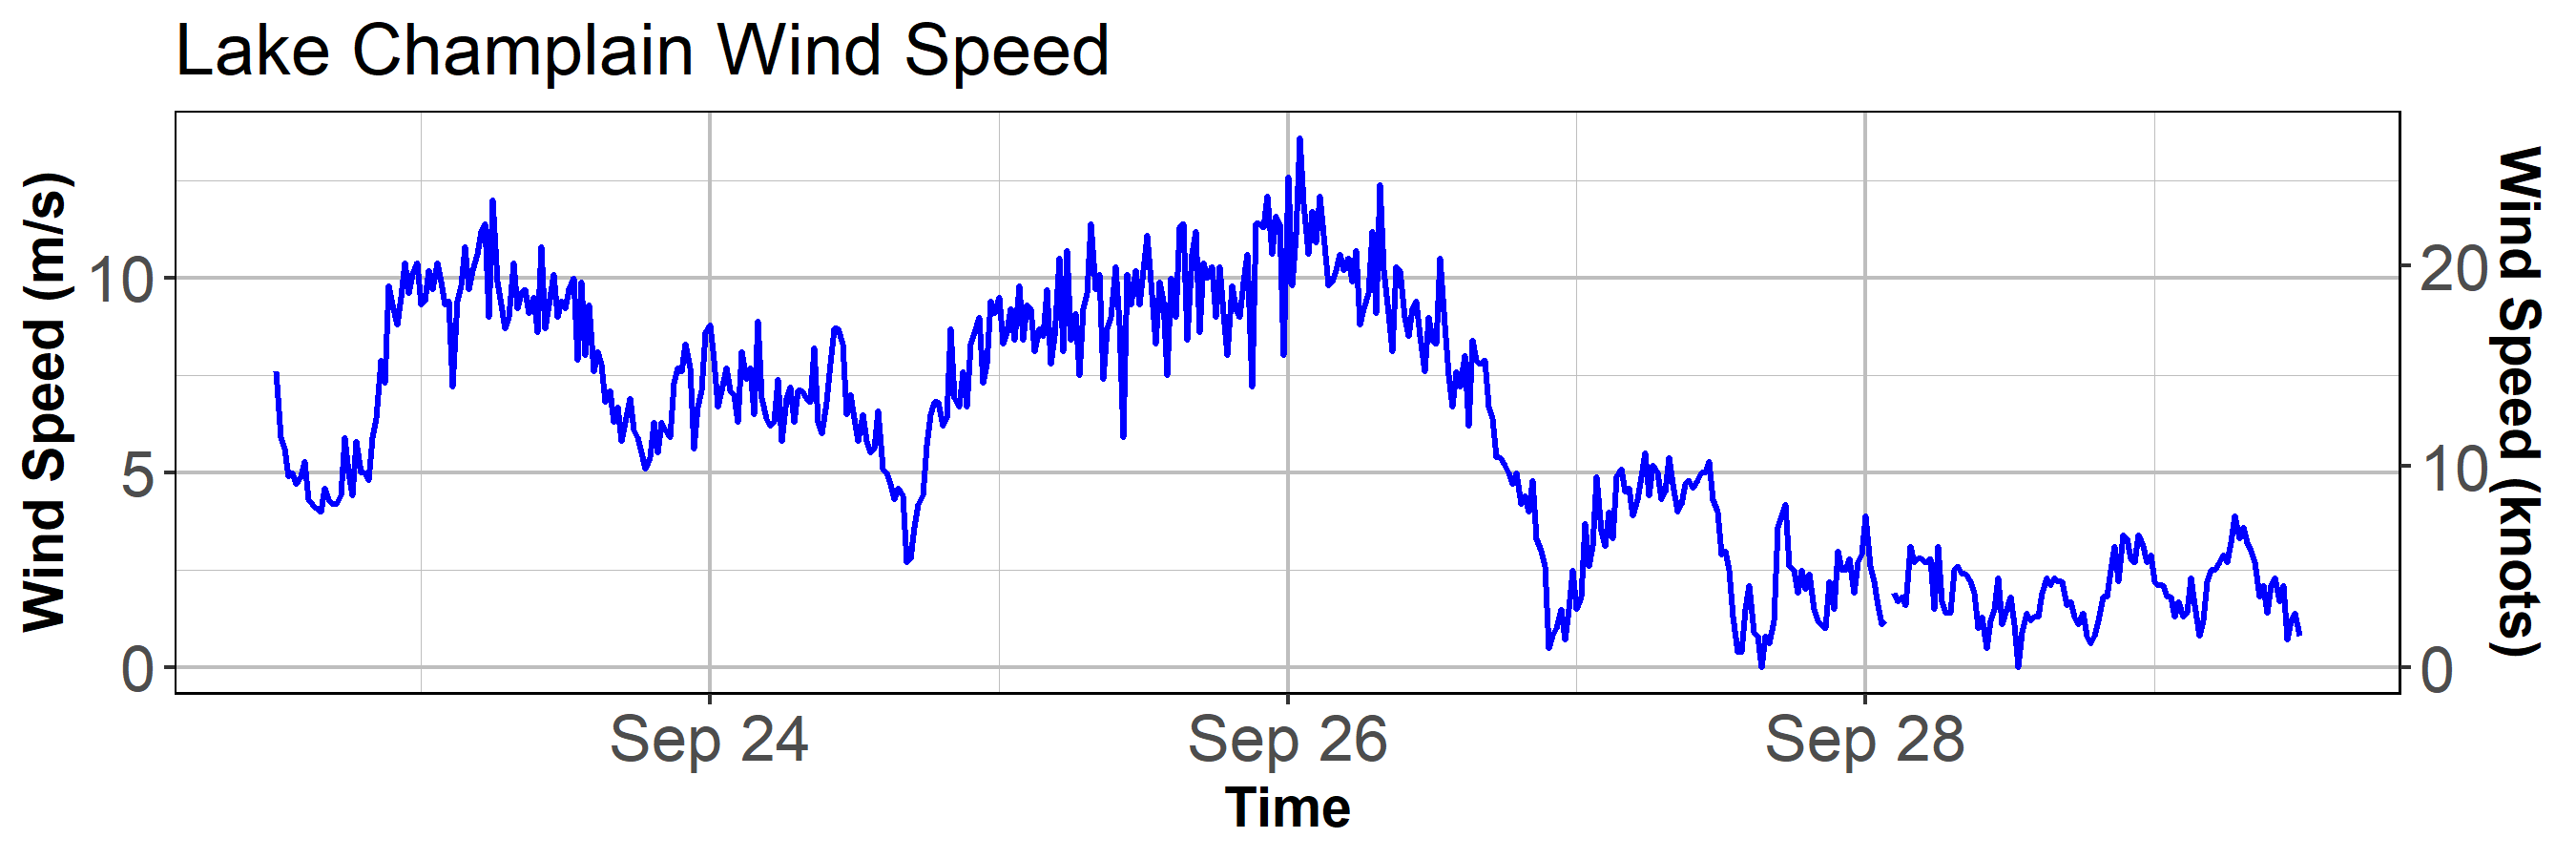 Lake Champlain Wind Speed
Wind Speed (m/s)
10
5
0
20
10
0
Wind Speed (knots)
Sep 24
Sep 26
Sep 28
Time